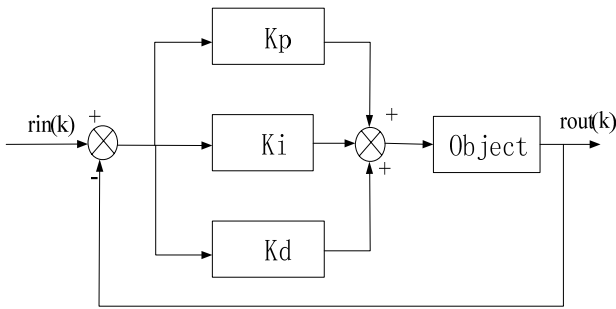 Kp
+
+
rin(k)
rout(k)
Ki
Object
-
+
Kd